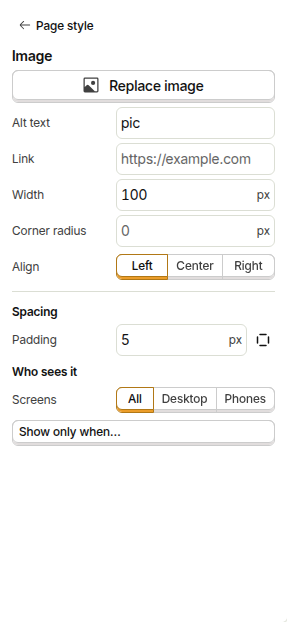 Page style
Image
Replace image
Alt text pic
Link https://example.com
Width 100 px
Corner radius 0 px
Align Left Center Right
Spacing
Padding 5 px
Who sees it
Screens All Desktop Phones
Show only when...